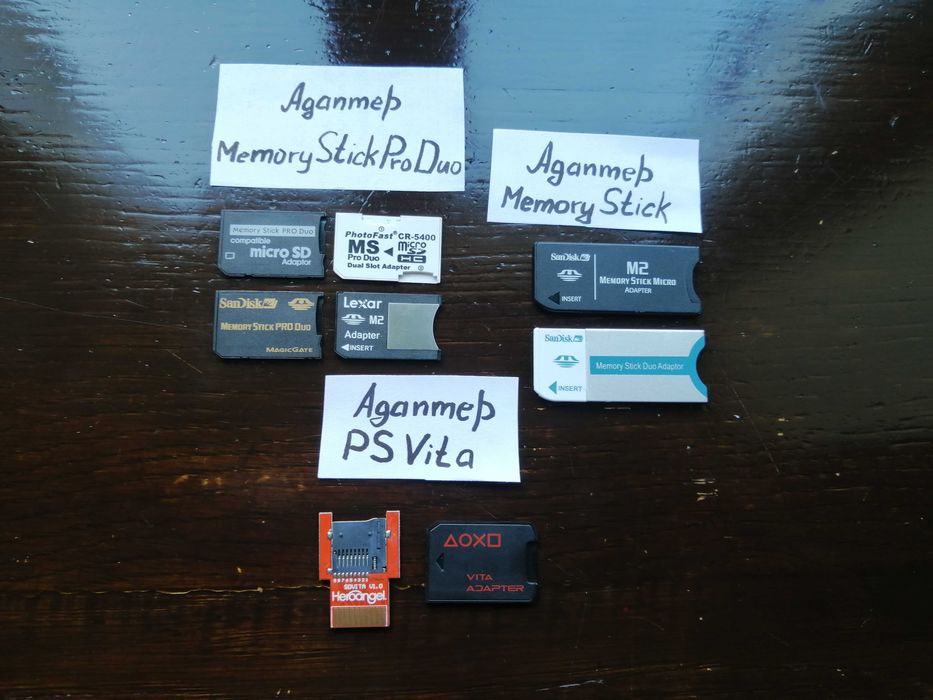 Адаптер
Memory Stick Pro Duo
Адаптер
Memory Stick
Memory Stick PRO Duo
compatible
micro SD
Adaptor
PhotoFast® CR-5400
MS micro
Pro Duo SD
HC
Dual Slot Adapter
SanDisk
MEMORY STICK PRO DUO
MAGICGATE
Lexar
M2
Adapter
INSERT
SanDisk
M2
MEMORY STICK MICRO
ADAPTER
INSERT
SanDisk
Memory Stick Duo Adaptor
INSERT
Адаптер
PS Vita
SDVITA V1.0
Heroangel
VITA
ADAPTER